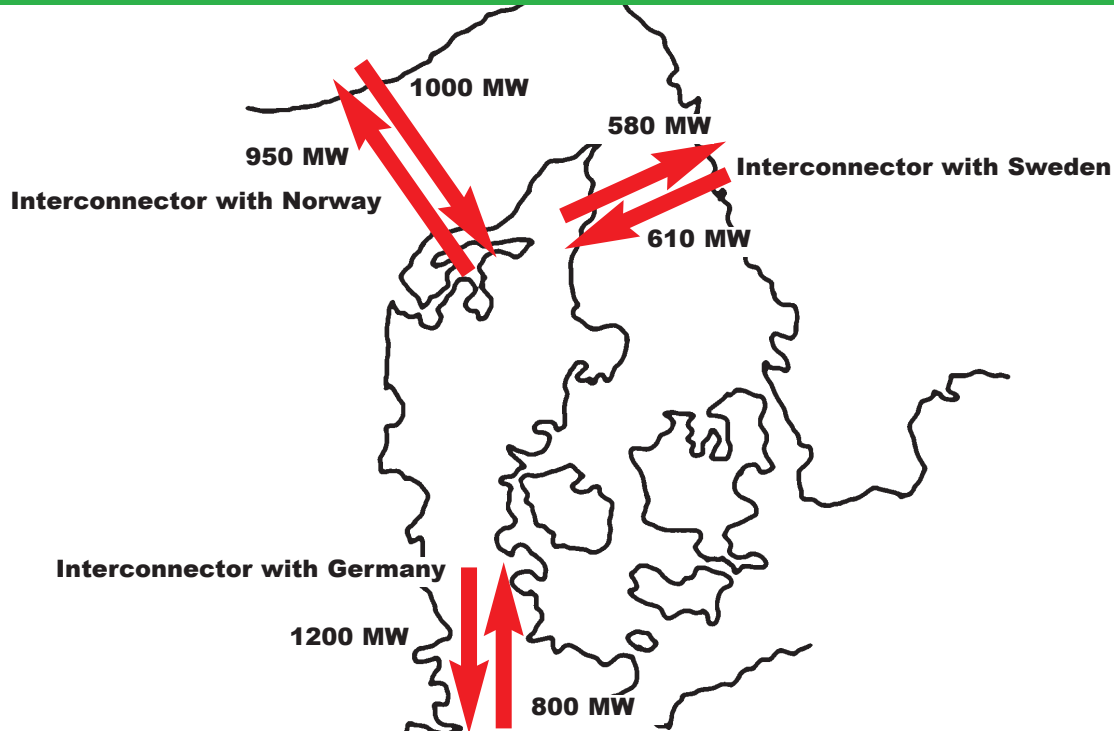 1000 MW
580 MW
950 MW
Interconnector with Sweden
Interconnector with Norway
610 MW
Interconnector with Germany
1200 MW
800 MW